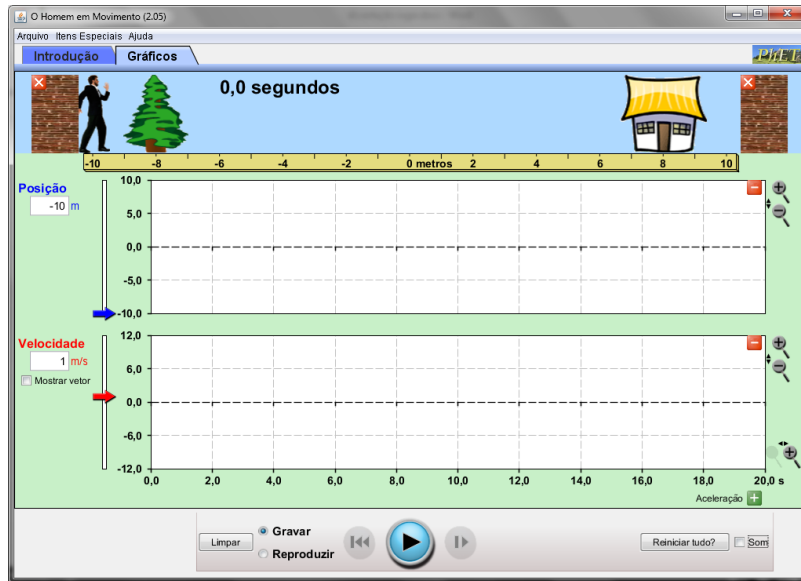 O Homem em Movimento (2.05)
Arquivo Itens Especiais Ajuda
Introdução Gráficos
PhET
0,0 segundos
-10 -8 -6 -4 -2 0 metros 2 4 6 8 10
Posição
-10 m
10,0
5,0
0,0
-5,0
-10,0
Velocidade
1 m/s
Mostrar vetor
12,0
6,0
0,0
-6,0
-12,0
0,0 2,0 4,0 6,0 8,0 10,0 12,0 14,0 16,0 18,0 20,0 s
Aceleração
Limpar
Gravar
Reproduzir
Reiniciar tudo?
Som